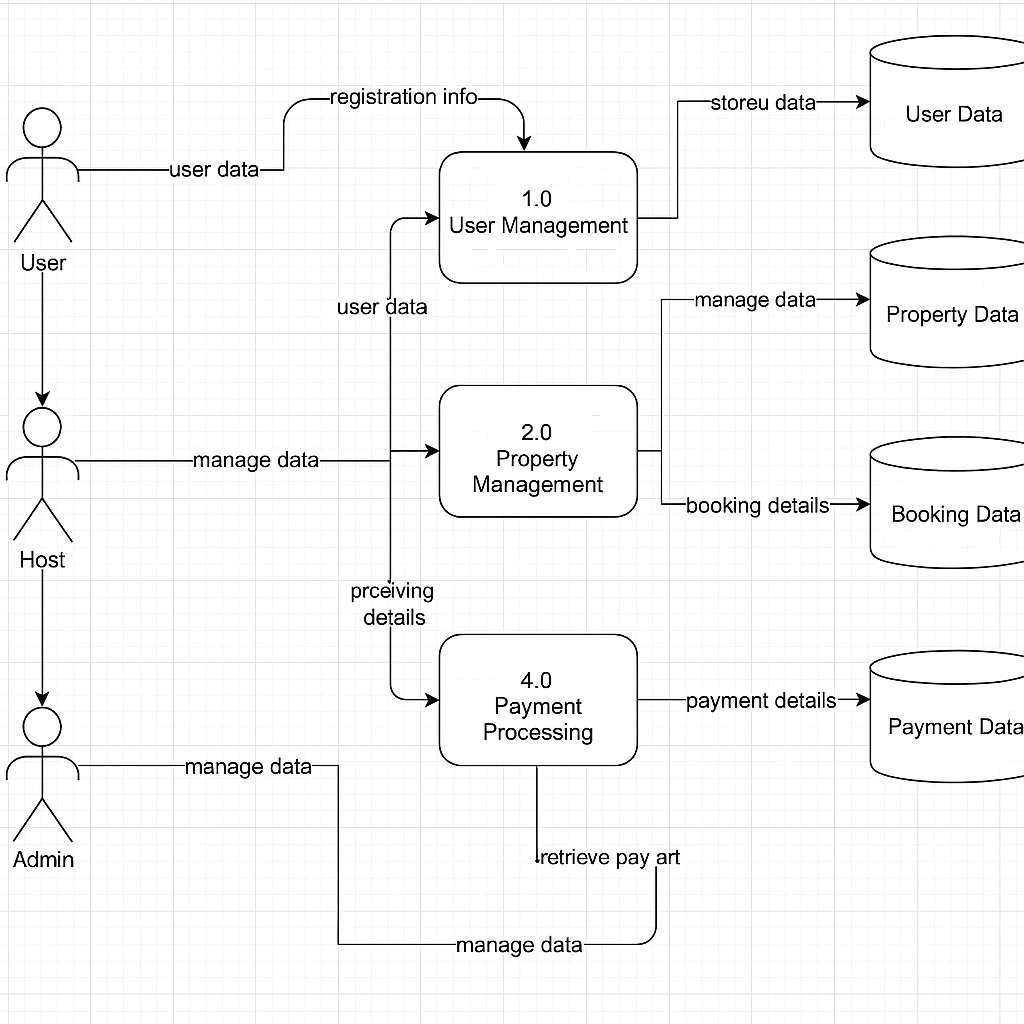 registration info
storeu data
User Data
user data
1.0
User Management
User
Property Data
manage data
user data
2.0
Property
Management
manage data
booking details
Booking Data
Host
prceiving
details
4.0
Payment
Processing
payment details
Payment Data
manage data
Admin
retrieve pay art
manage data